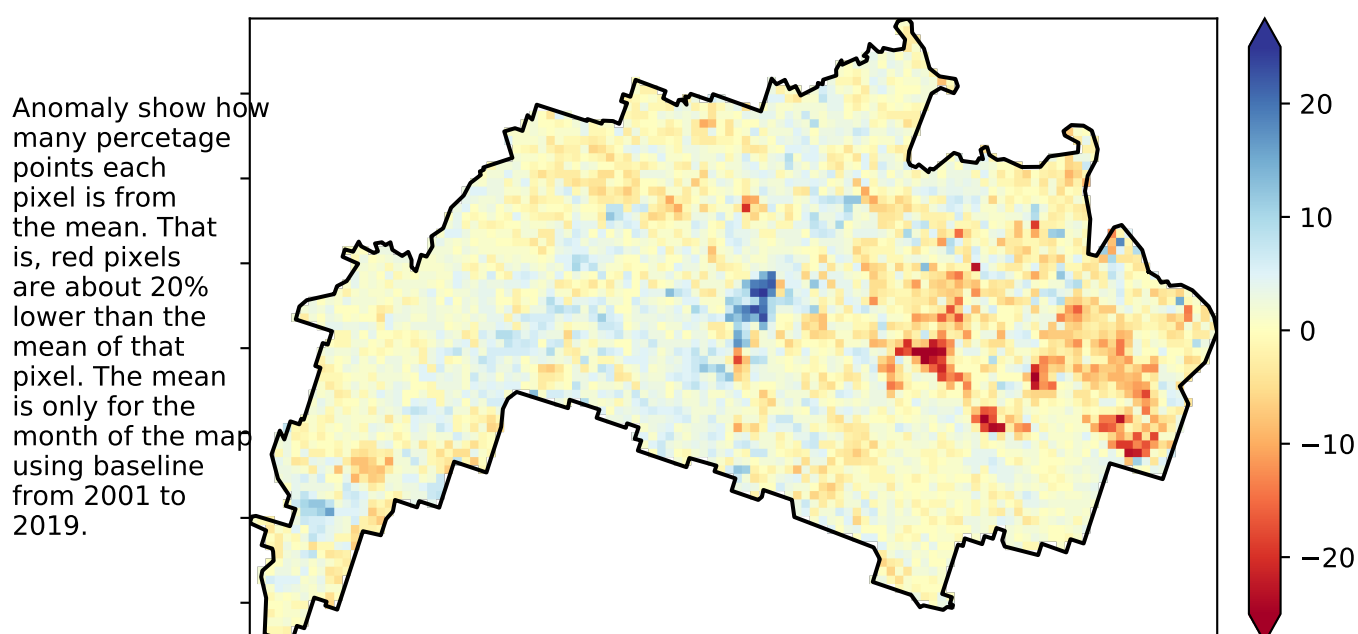 Anomaly show how
many percetage
points each
pixel is from
the mean. That
is, red pixels
are about 20%
lower than the
mean of that
pixel. The mean
is only for the
month of the map
using baseline
from 2001 to
2019.
20
10
0
−10
−20